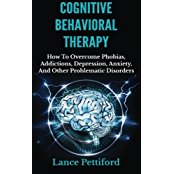 COGNITIVE
BEHAVIORAL
THERAPY
How To Overcome Phobias,
Addictions, Depression, Anxiety,
And Other Problematic Disorders
Lance Pettiford